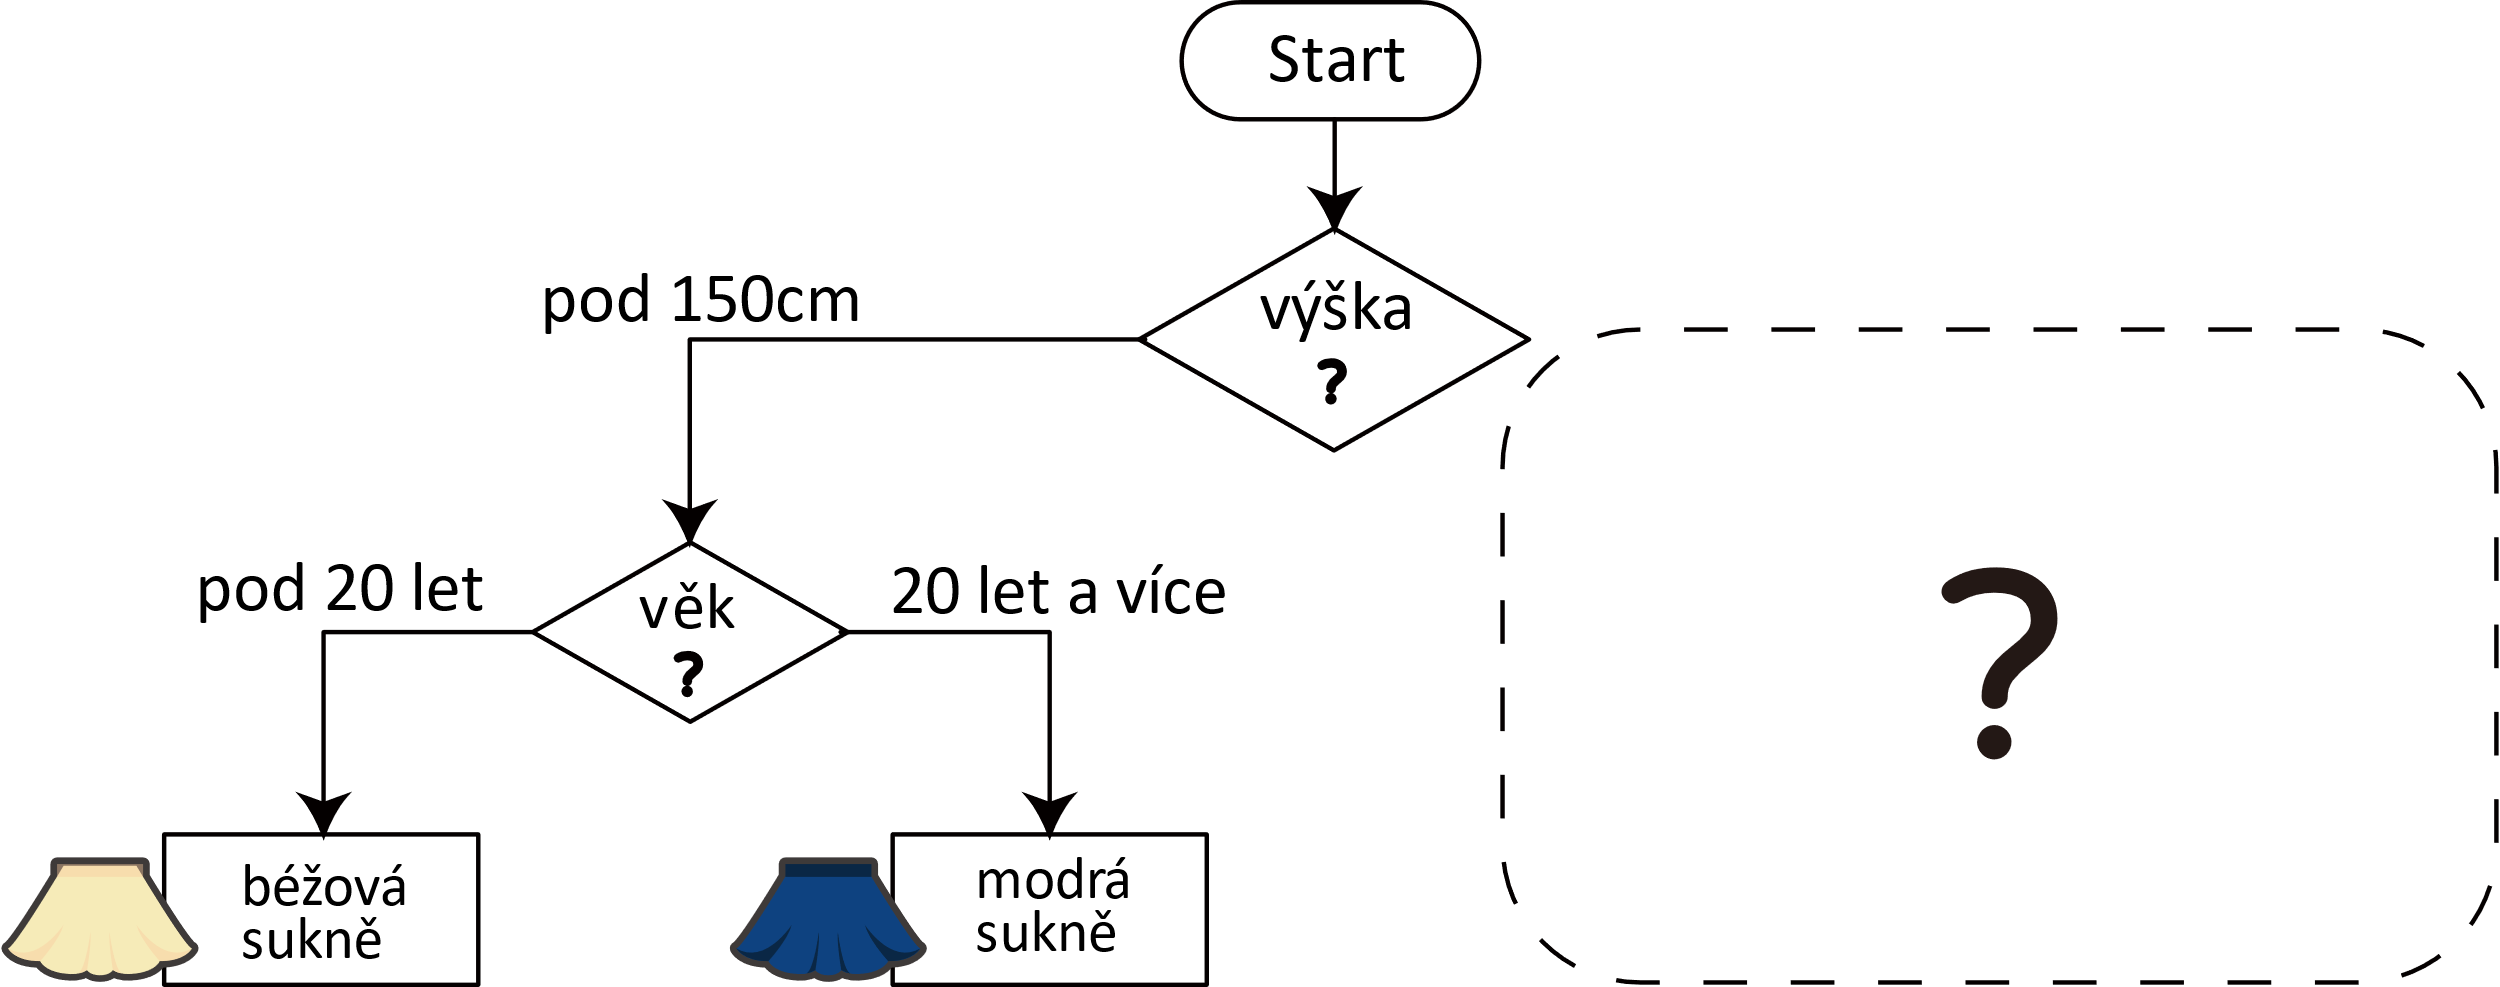 Start
pod 150cm
výška
?
pod 20 let
věk
?
20 let a více
?
béžová
sukně
modrá
sukně